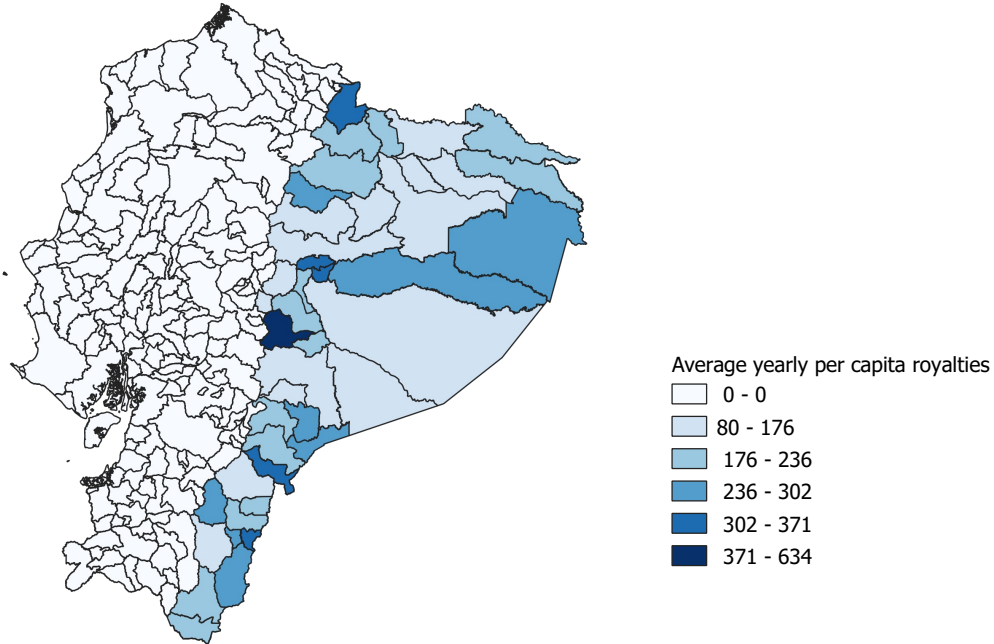 Average yearly per capita royalties
0 - 0
80 - 176
176 - 236
236 - 302
302 - 371
371 - 634